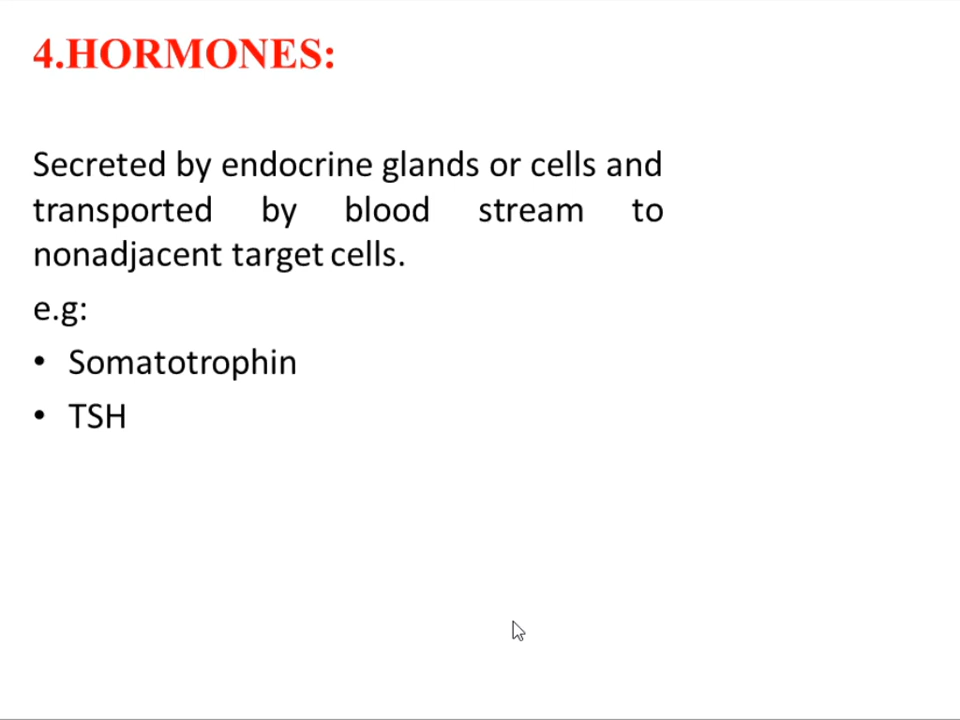 4.HORMONES:
Secreted by endocrine glands or cells and
transported by blood stream to
nonadjacent target cells.
e.g:
• Somatotrophin
• TSH